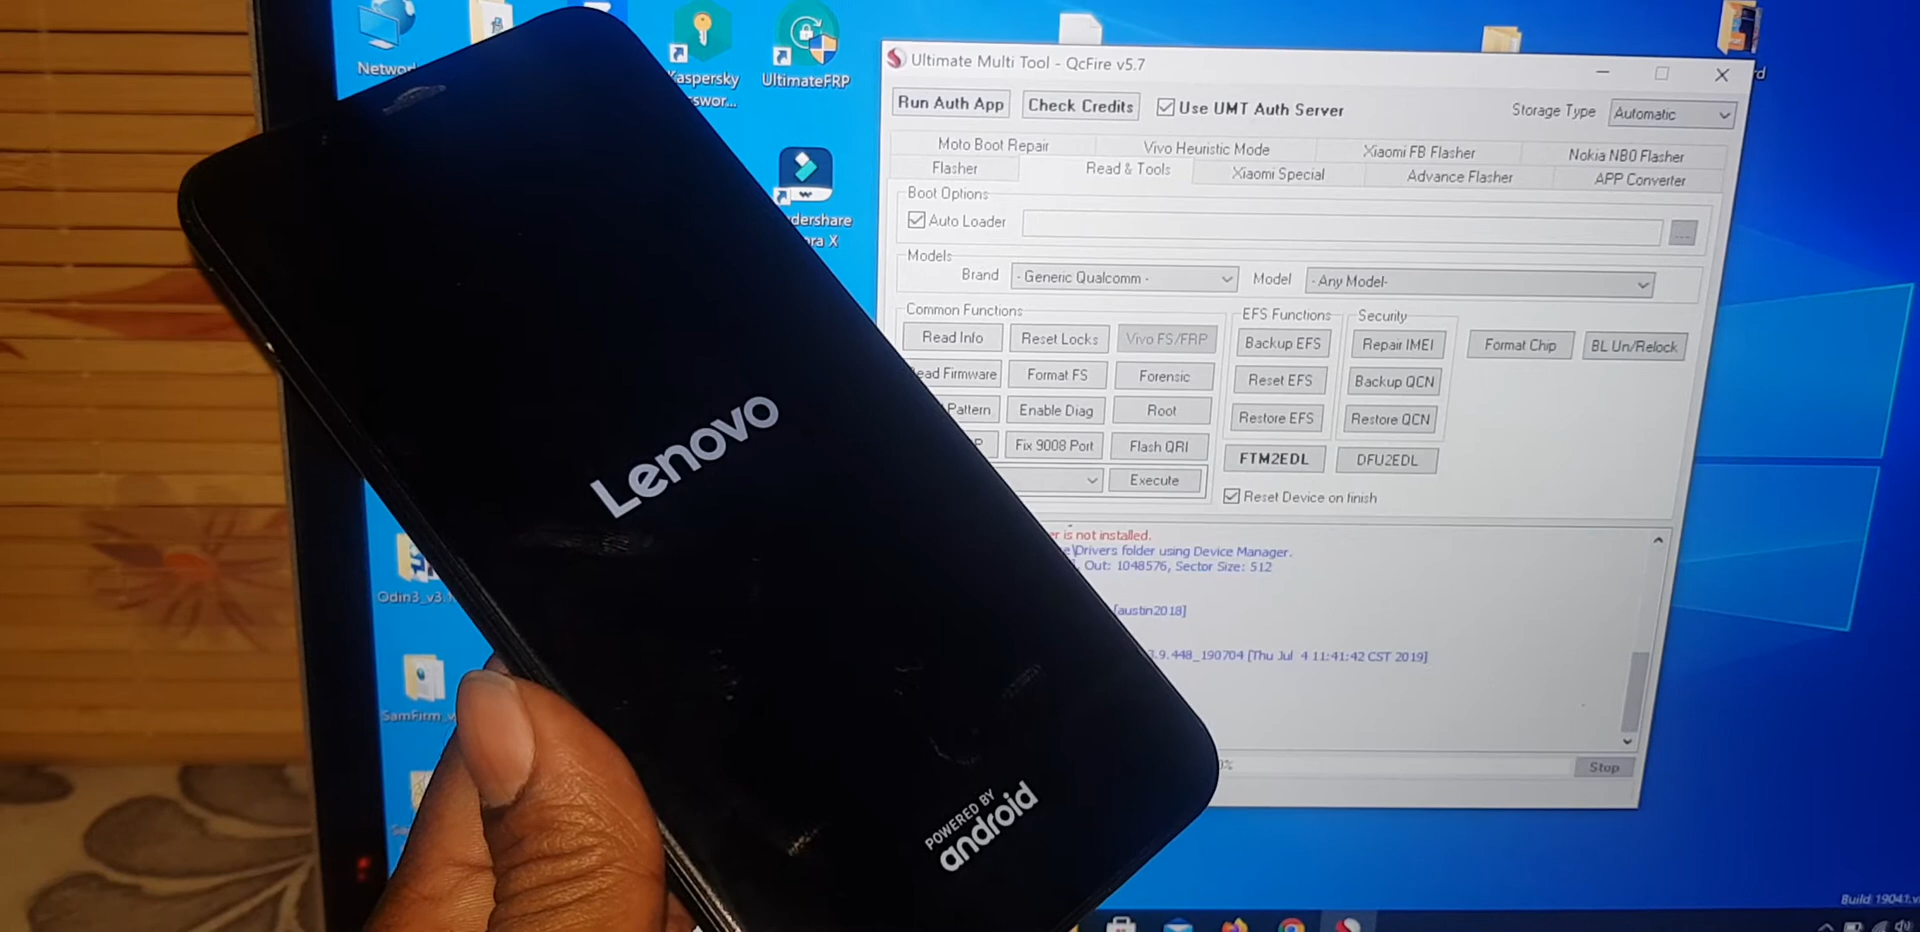 Network
Kaspersky
UltimateFRP
Odin3_v3.
SamFirm_v
Ultimate Multi Tool - QcFire v5.7
Run Auth App
Check Credits
Use UMT Auth Server
Storage Type
Automatic
Moto Boot Repair
Vivo Heuristic Mode
Xiaomi FB Flasher
Nokia NB0 Flasher
Flasher
Read & Tools
Xiaomi Special
Advance Flasher
APP Converter
Boot Options
Auto Loader
...
Models
Brand
- Generic Qualcomm -
Model
- Any Model-
Common Functions
EFS Functions
Security
Read Info
Reset Locks
Vivo FS/FRP
Backup EFS
Repair IMEI
Format Chip
BL Un/Relock
ead Firmware
Format FS
Forensic
Reset EFS
Backup QCN
Pattern
Enable Diag
Root
Restore EFS
Restore QCN
P
Fix 9008 Port
Flash QRI
FTM2EDL
DFU2EDL
Execute
Reset Device on finish
er is not installed.
e\Drivers folder using Device Manager.
, Out: 1048576, Sector Size: 512
[austin2018]
3.9.448_190704 [Thu Jul 4 11:41:42 CST 2019]
Stop
Lenovo
POWERED BY
android
Build 19041.v